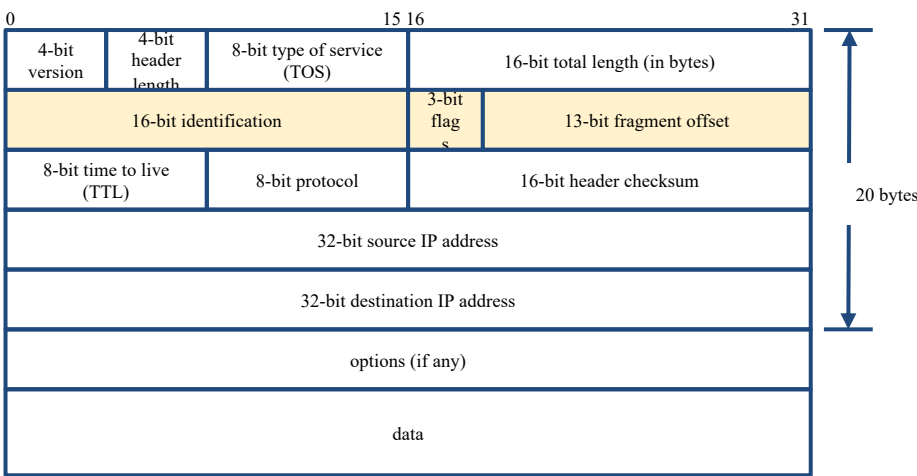 0 15 16 31
4-bit
version
4-bit
header
length
8-bit type of service
(TOS)
16-bit total length (in bytes)
16-bit identification
3-bit
flag
s
13-bit fragment offset
8-bit time to live
(TTL)
8-bit protocol
16-bit header checksum
20 bytes
32-bit source IP address
32-bit destination IP address
options (if any)
data